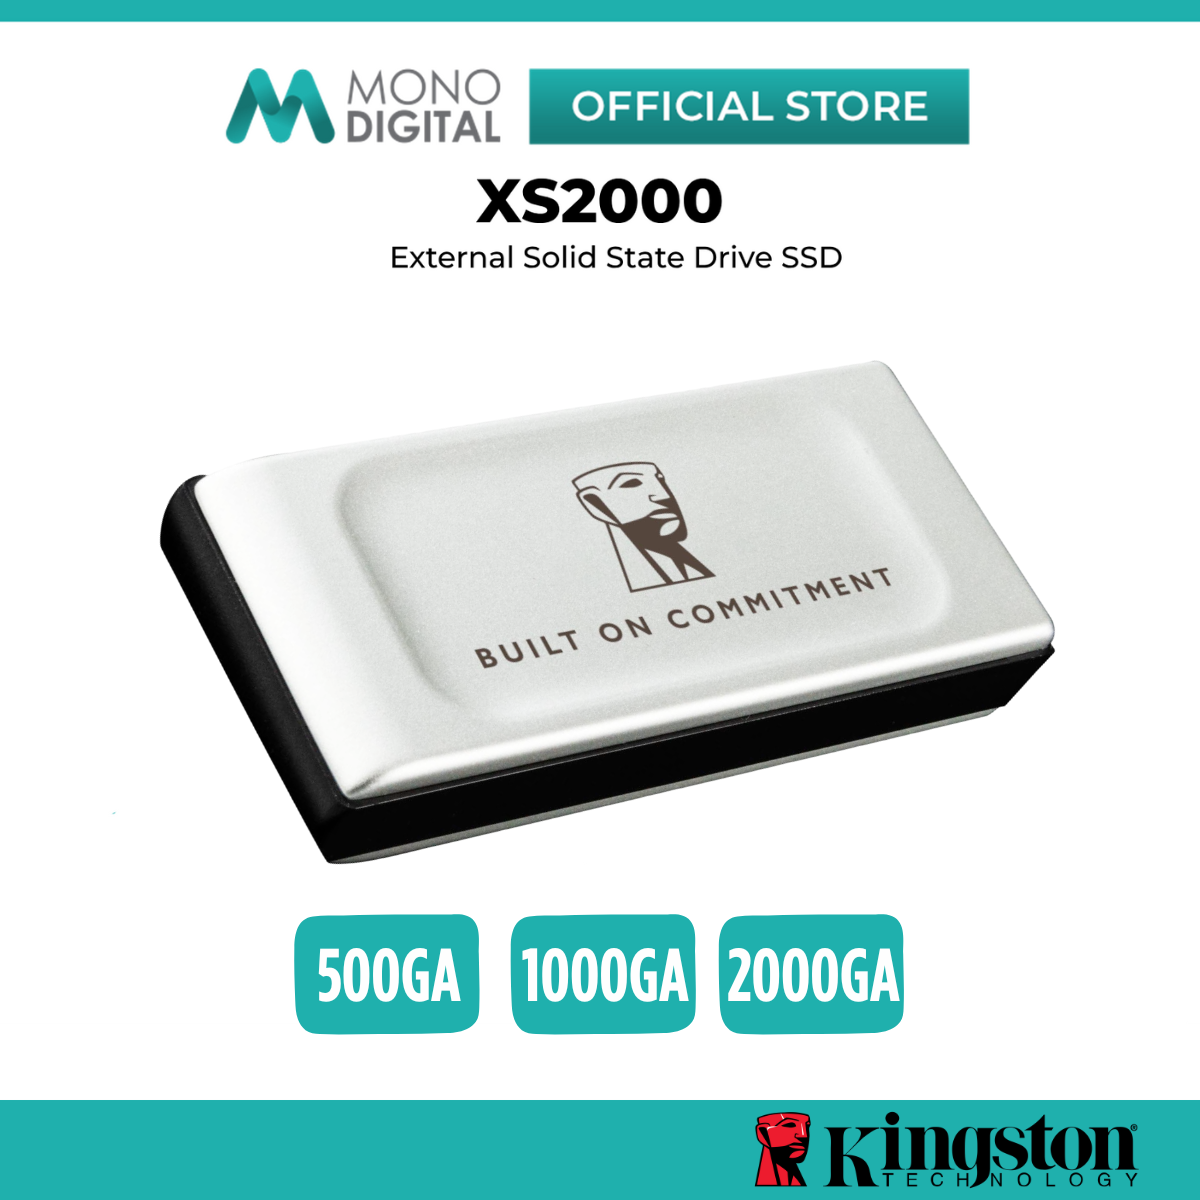 MONO
DIGITAL
OFFICIAL STORE
XS2000
External Solid State Drive SSD
BUILT ON COMMITMENT
500GA
1000GA
2000GA
Kingston®
TECHNOLOGY